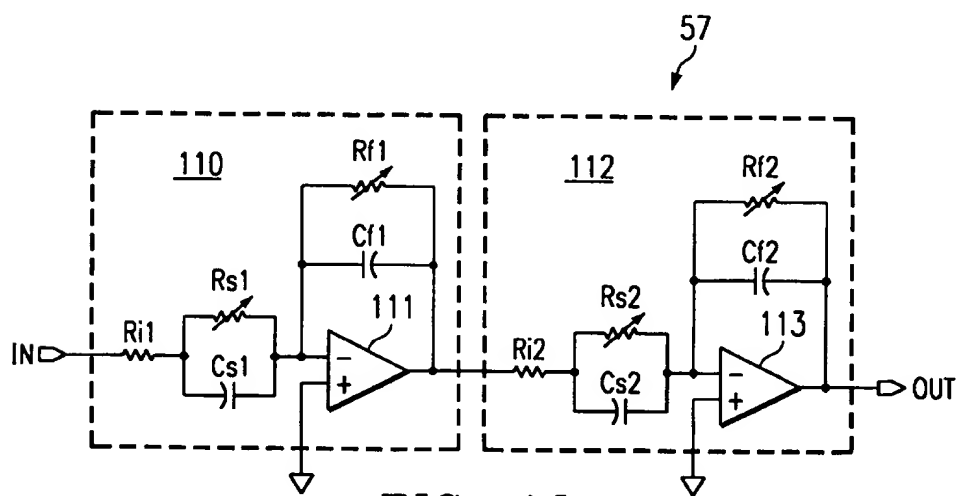 57
110
Rf1
Cf1
Rs1
111
IN
Ri1
Cs1
−
+
112
Rf2
Cf2
Rs2
113
Ri2
Cs2
−
+
OUT